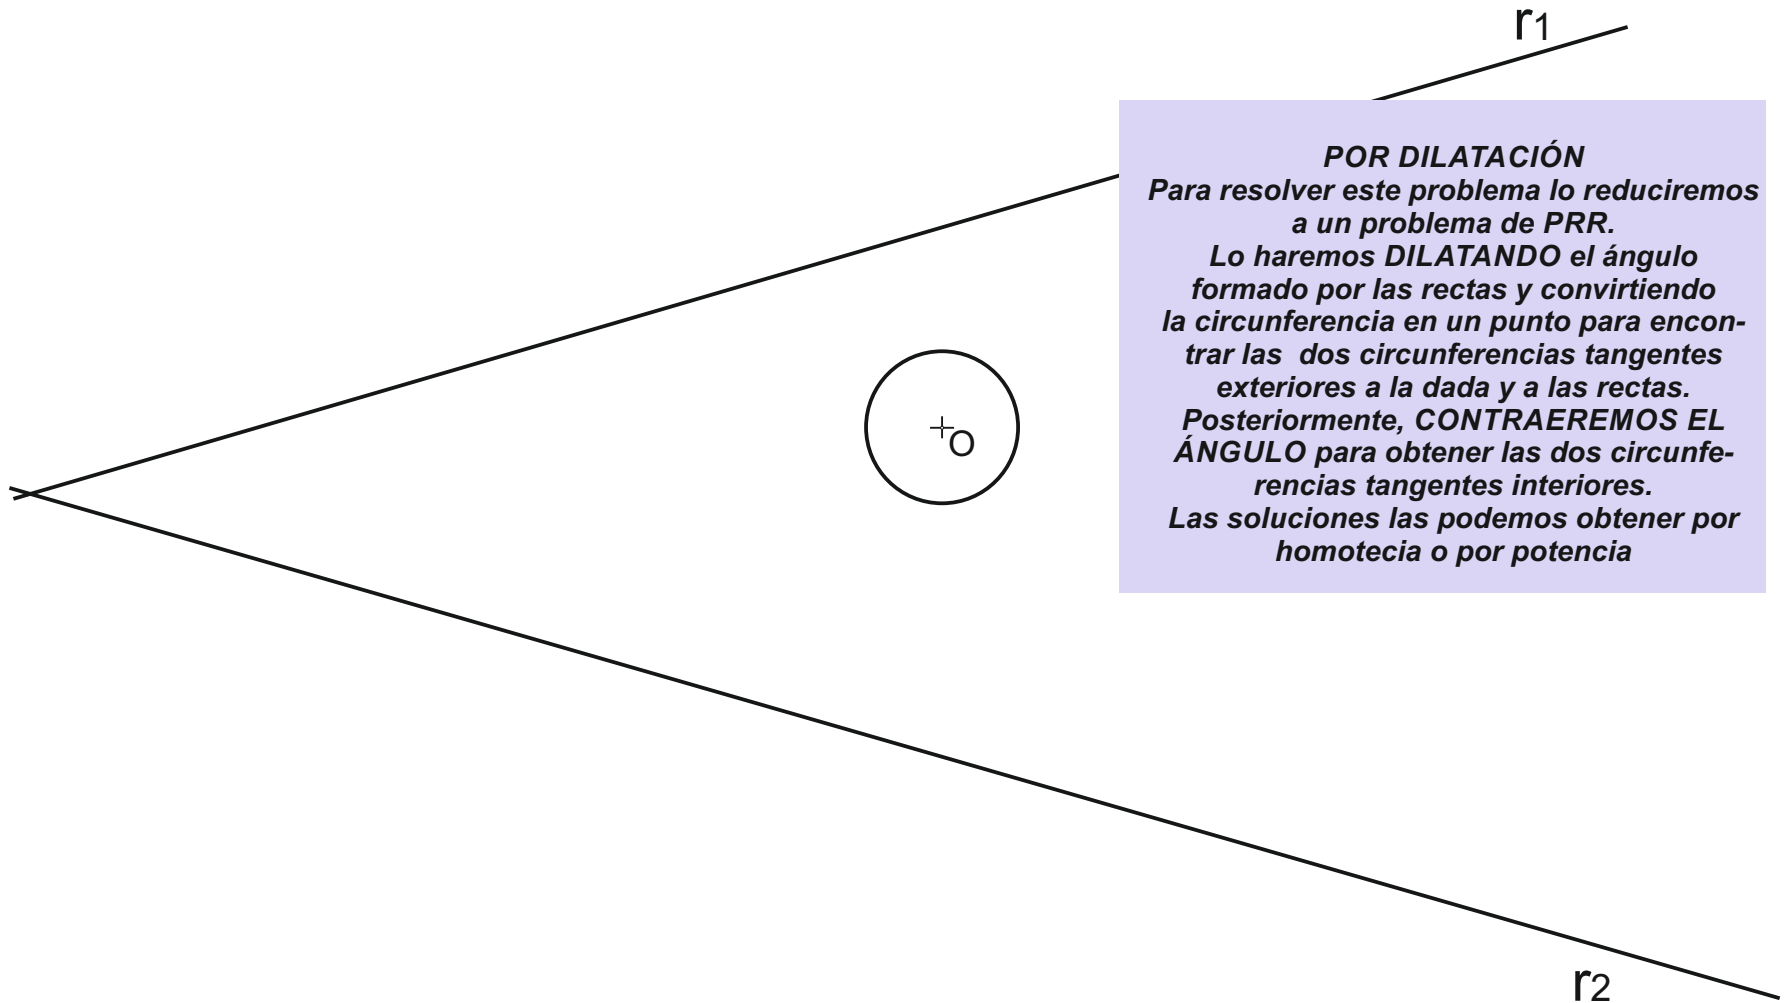 r1
POR DILATACIÓN
Para resolver este problema lo reduciremos
a un problema de PRR.
Lo haremos DILATANDO el ángulo
formado por las rectas y convirtiendo
la circunferencia en un punto para encon-
trar las dos circunferencias tangentes
exteriores a la dada y a las rectas.
Posteriormente, CONTRAEREMOS EL
ÁNGULO para obtener las dos circunfe-
rencias tangentes interiores.
Las soluciones las podemos obtener por
homotecia o por potencia
O
r2